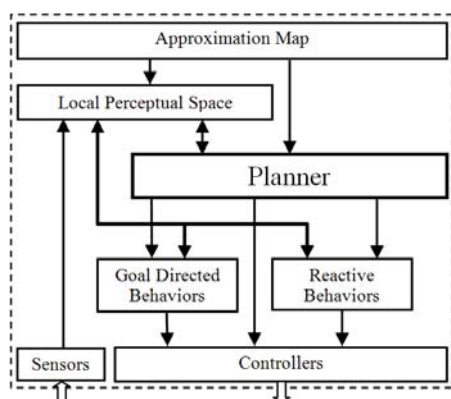 Approximation Map
Local Perceptual Space
Planner
Goal Directed
Behaviors
Reactive
Behaviors
Sensors
Controllers